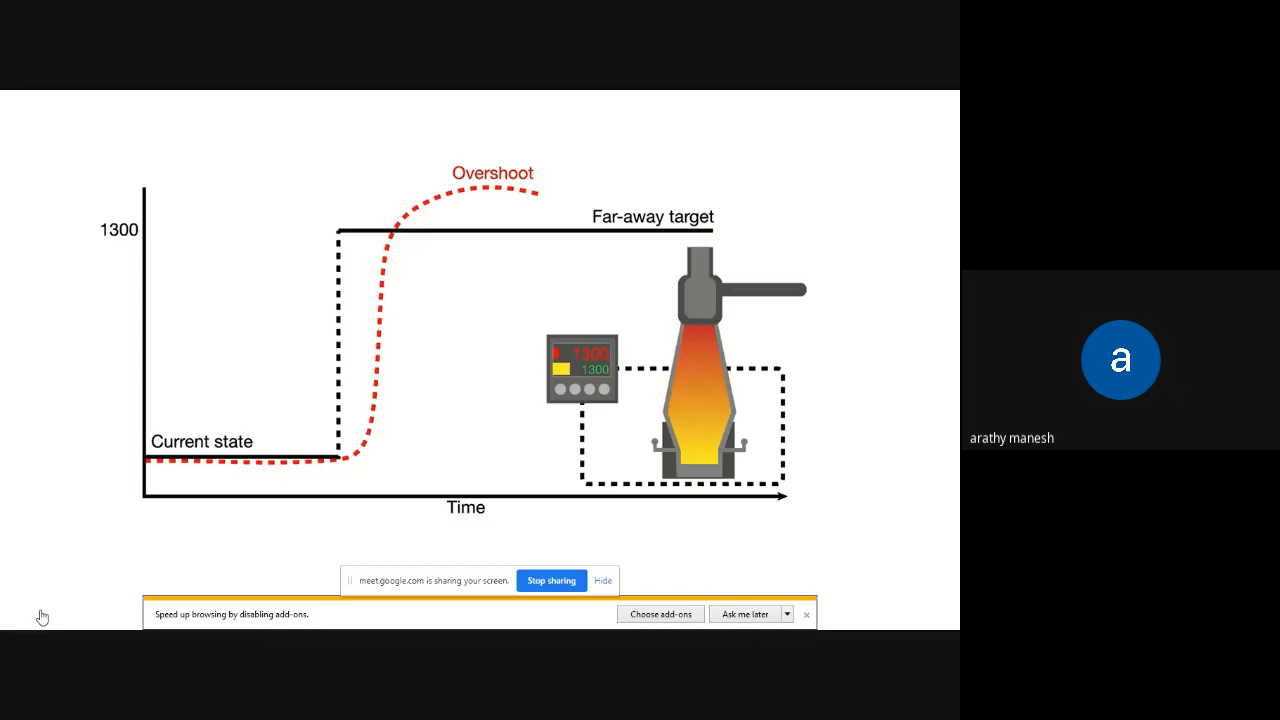 Overshoot
Far-away target
1300
1300
1300
Current state
Time
meet.google.com is sharing your screen.
Stop sharing
Hide
Speed up browsing by disabling add-ons.
Choose add-ons
Ask me later
a
arathy manesh